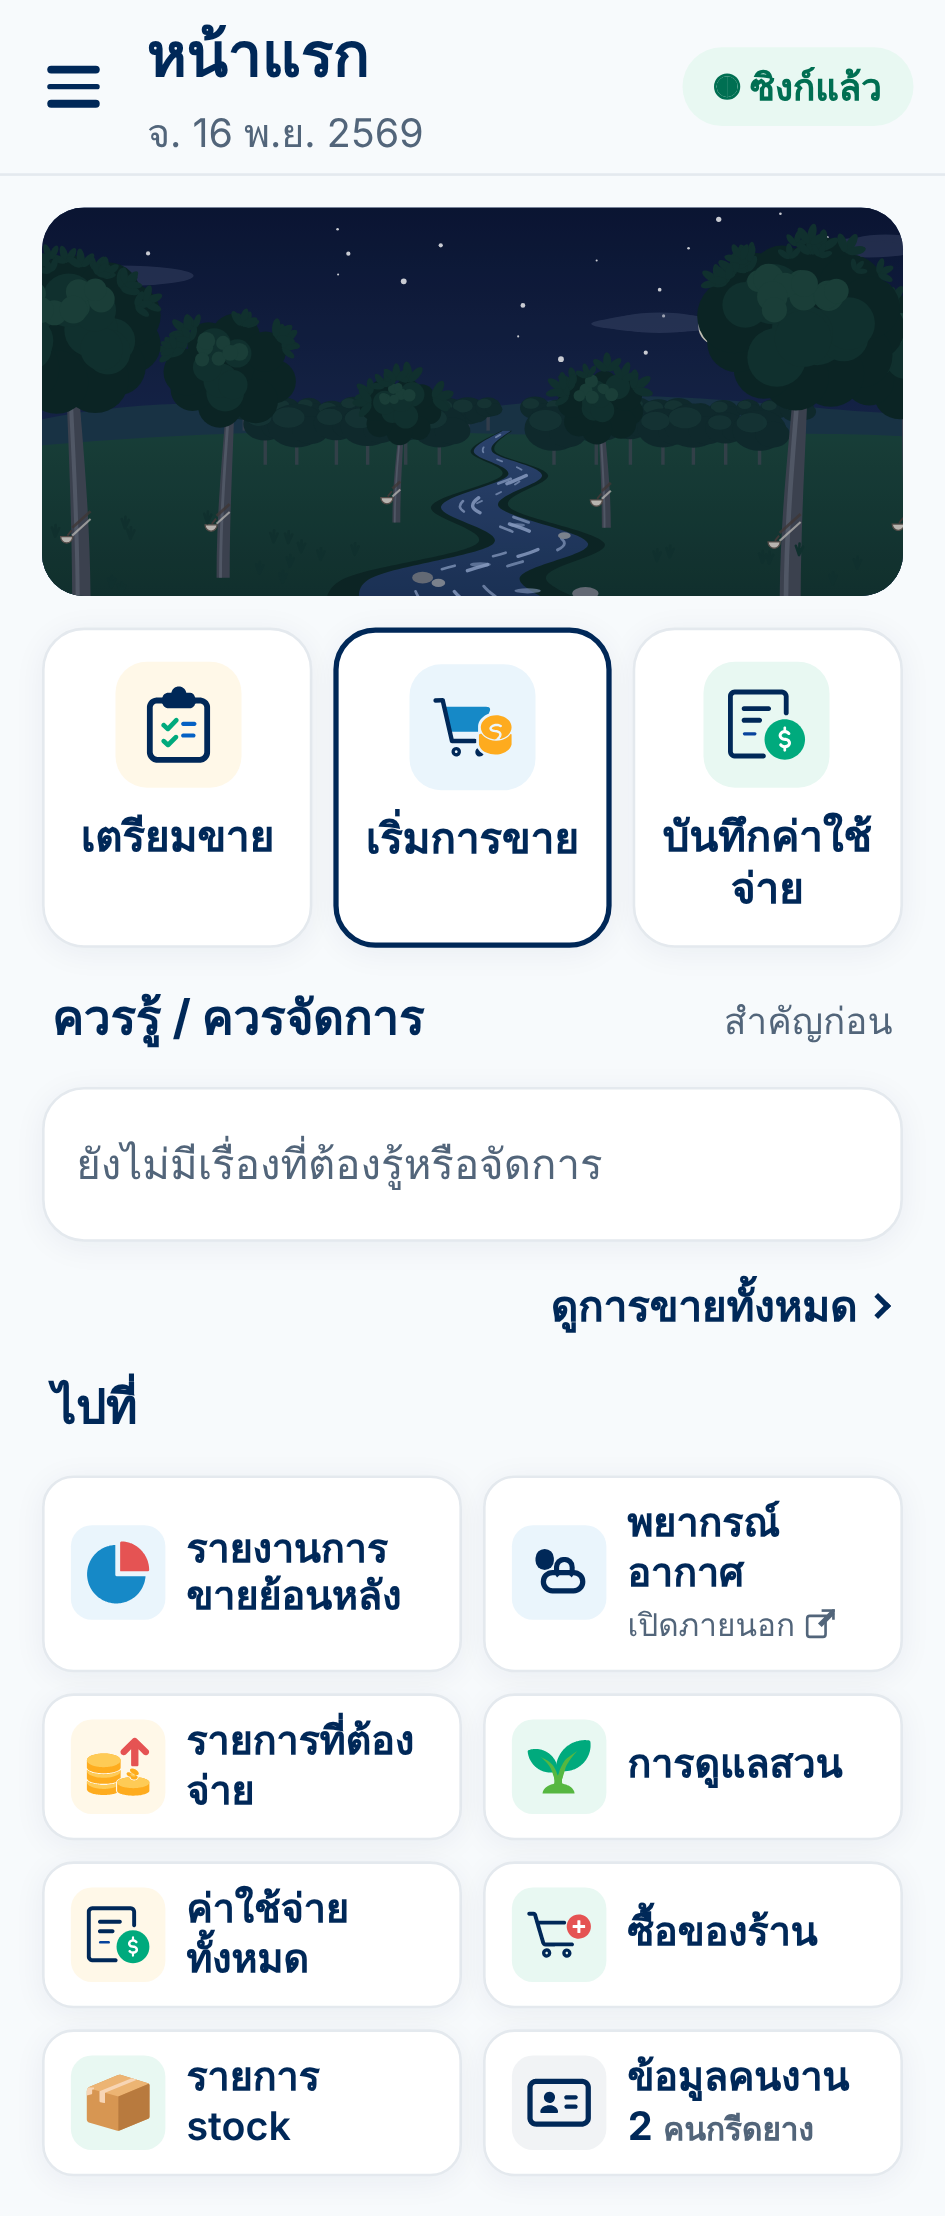 หน้าแรก
จ. 16 พ.ย. 2569
ซิงก์แล้ว
เตรียมขาย
เริ่มการขาย
บันทึกค่าใช้
จ่าย
ควรรู้ / ควรจัดการ
สำคัญก่อน
ยังไม่มีเรื่องที่ต้องรู้หรือจัดการ
ดูการขายทั้งหมด
ไปที่
รายงานการ
ขายย้อนหลัง
พยากรณ์
อากาศ
เปิดภายนอก
รายการที่ต้อง
จ่าย
การดูแลสวน
ค่าใช้จ่าย
ทั้งหมด
ซื้อของร้าน
รายการ
stock
ข้อมูลคนงาน
2 คนกรีดยาง